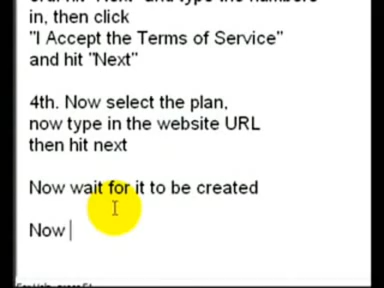 in, then click
"I Accept the Terms of Service"
and hit "Next"
4th. Now select the plan,
now type in the website URL
then hit next
Now wait for it to be created
Now